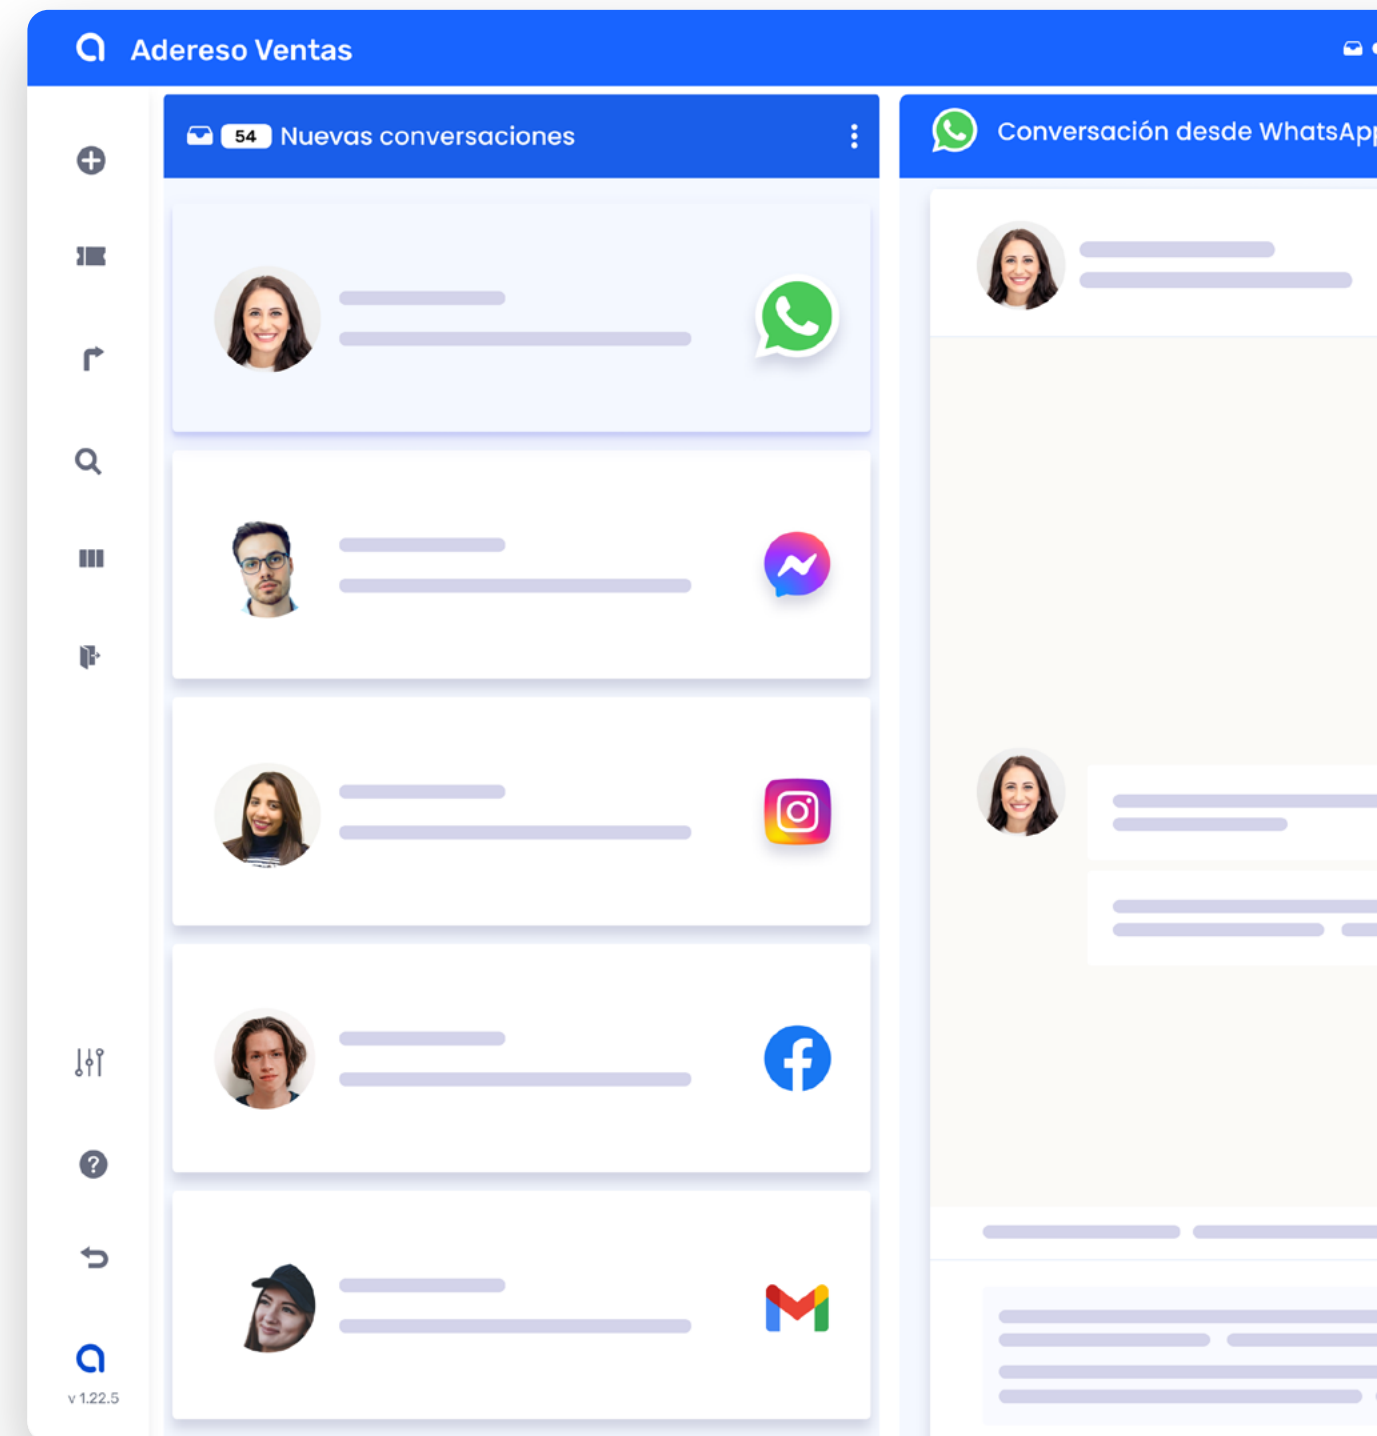 Adereso Ventas
54 Nuevas conversaciones
Conversación desde WhatsApp
v 1.22.5